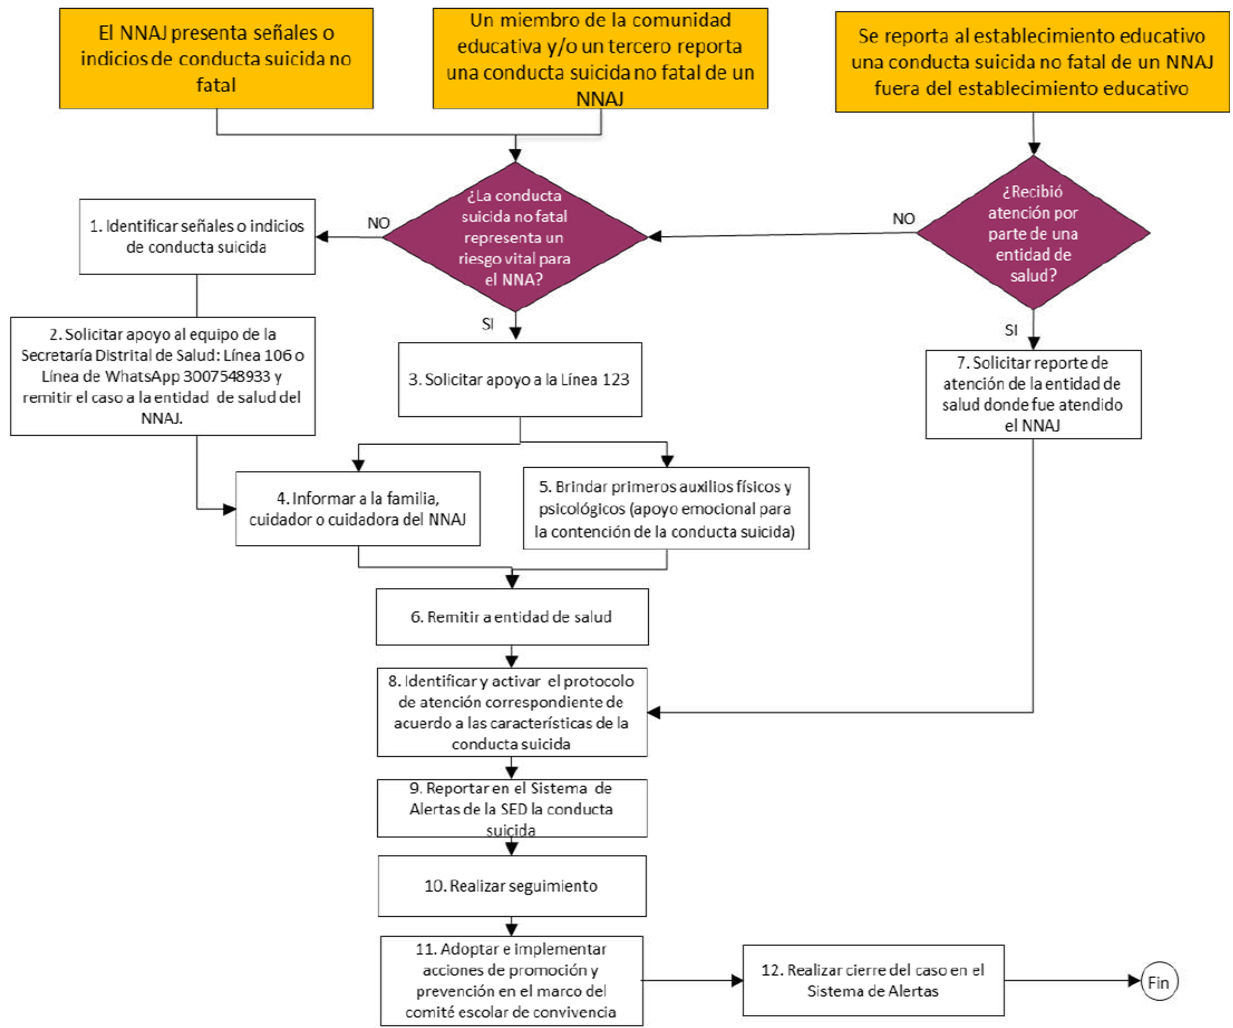 El NNAJ presenta señales o
indicios de conducta suicida no
fatal
Un miembro de la comunidad
educativa y/o un tercero reporta
una conducta suicida no fatal de un
NNAJ
Se reporta al establecimiento educativo
una conducta suicida no fatal de un NNAJ
fuera del establecimiento educativo
¿La conducta
suicida no fatal
representa un
riesgo vital para
el NNA?
¿Recibió
atención por
parte de una
entidad de
salud?
NO
NO
1. Identificar señales o indicios
de conducta suicida
SI
SI
2. Solicitar apoyo al equipo de la
Secretaría Distrital de Salud: Línea 106 o
Línea de WhatsApp 3007548933 y
remitir el caso a la entidad de salud del
NNAJ.
3. Solicitar apoyo a la Línea 123
7. Solicitar reporte de
atención de la entidad de
salud donde fue atendido
el NNAJ
4. Informar a la familia,
cuidador o cuidadora del NNAJ
5. Brindar primeros auxilios físicos y
psicológicos (apoyo emocional para
la contención de la conducta suicida)
6. Remitir a entidad de salud
8. Identificar y activar el protocolo
de atención correspondiente de
acuerdo a las características de la
conducta suicida
9. Reportar en el Sistema de
Alertas de la SED la conducta
suicida
10. Realizar seguimiento
11. Adoptar e implementar
acciones de promoción y
prevención en el marco del
comité escolar de convivencia
12. Realizar cierre del caso en el
Sistema de Alertas
Fin